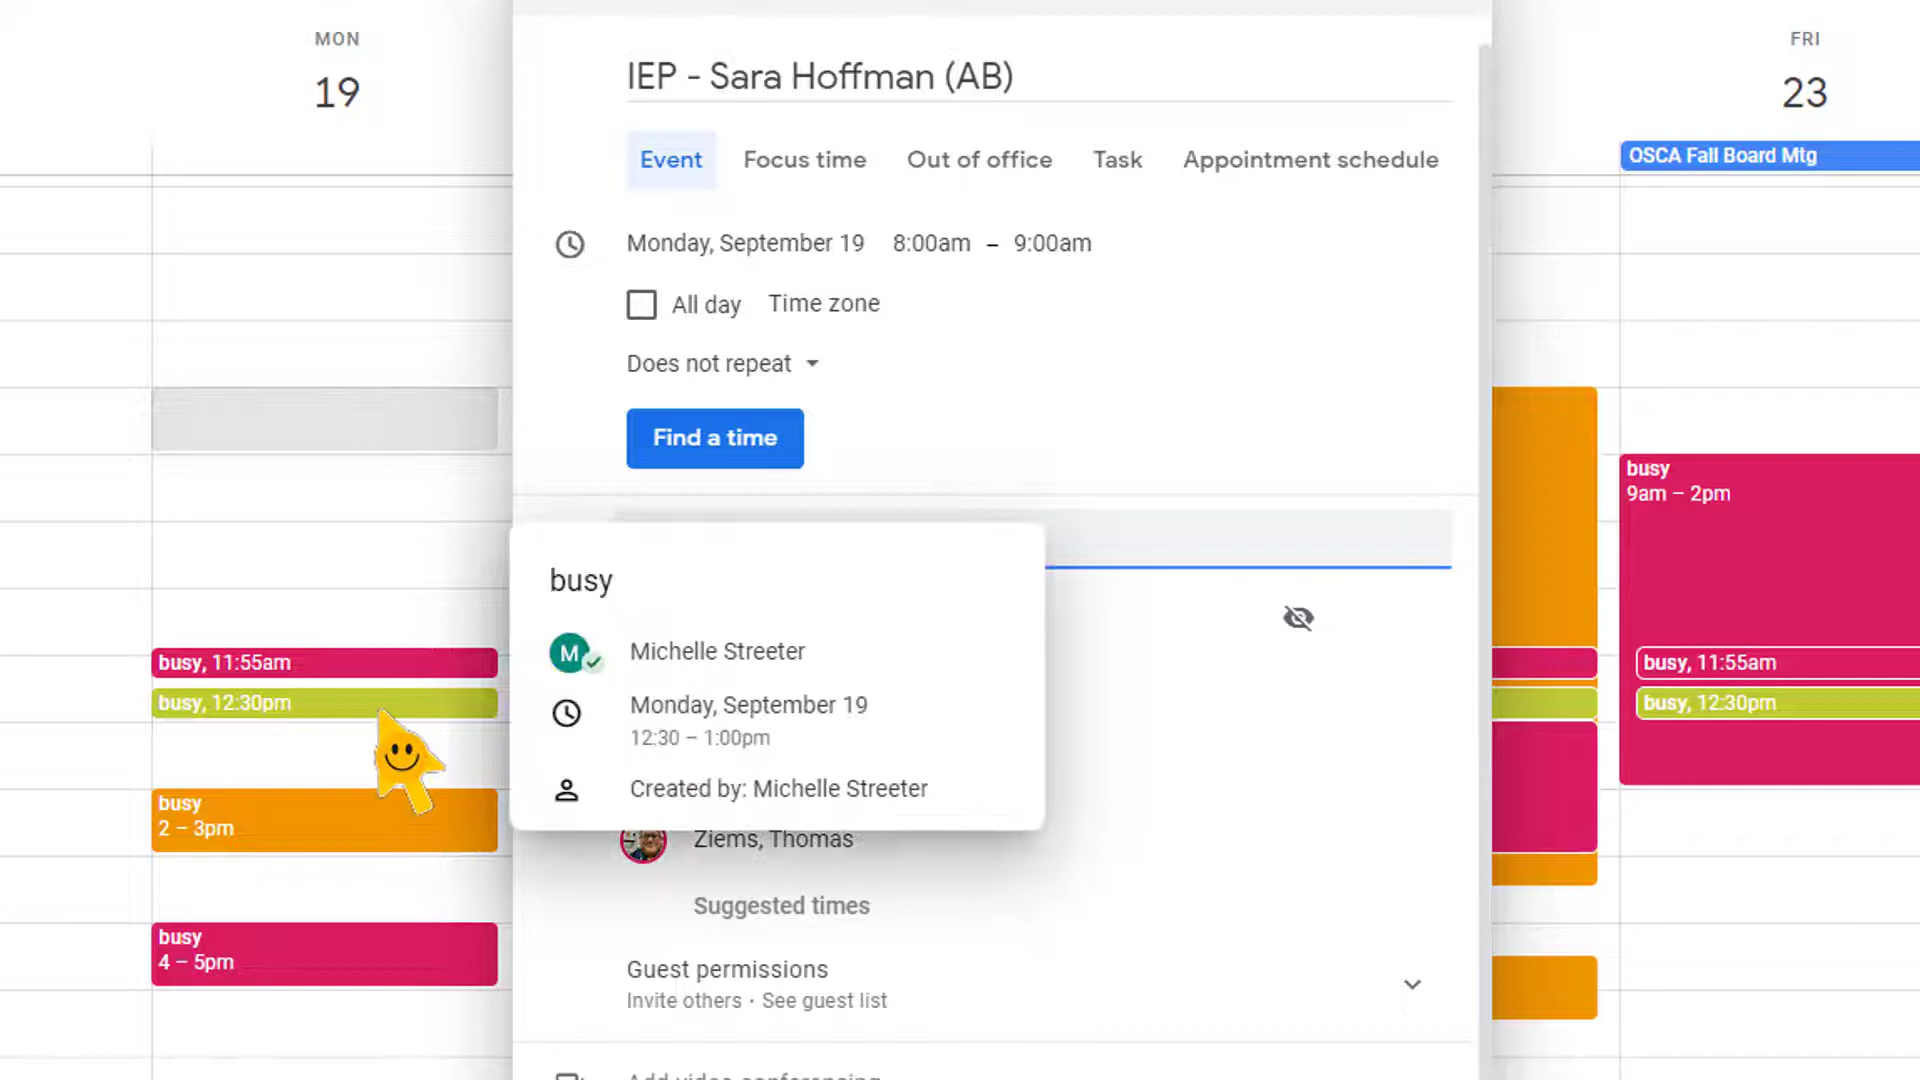 MON
19
IEP - Sara Hoffman (AB)
Event Focus time Out of office Task Appointment schedule
Monday, September 19 8:00am – 9:00am
All day Time zone
Does not repeat
Find a time
busy
M Michelle Streeter
Monday, September 19
12:30 – 1:00pm
Created by: Michelle Streeter
Ziems, Thomas
Suggested times
Guest permissions
Invite others • See guest list
Add video conferencing
busy, 11:55am
busy, 12:30pm
busy
2 – 3pm
busy
4 – 5pm
FRI
23
OSCA Fall Board Mtg
busy
9am – 2pm
busy, 11:55am
busy, 12:30pm